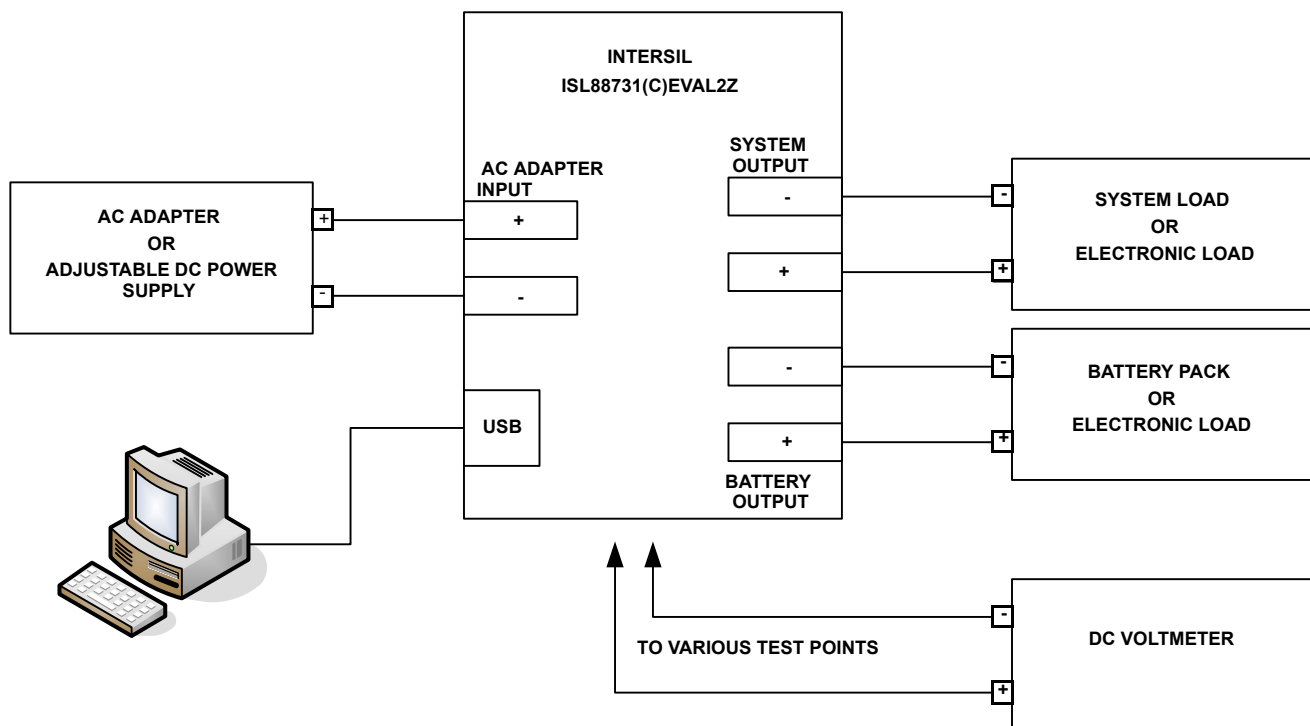 INTERSIL
ISL88731(C)EVAL2Z
AC ADAPTER
INPUT
+
-
USB
SYSTEM
OUTPUT
-
+
-
+
BATTERY
OUTPUT
AC ADAPTER
OR
ADJUSTABLE DC POWER
SUPPLY
+
-
-
+
SYSTEM LOAD
OR
ELECTRONIC LOAD
-
+
BATTERY PACK
OR
ELECTRONIC LOAD
TO VARIOUS TEST POINTS
-
+
DC VOLTMETER